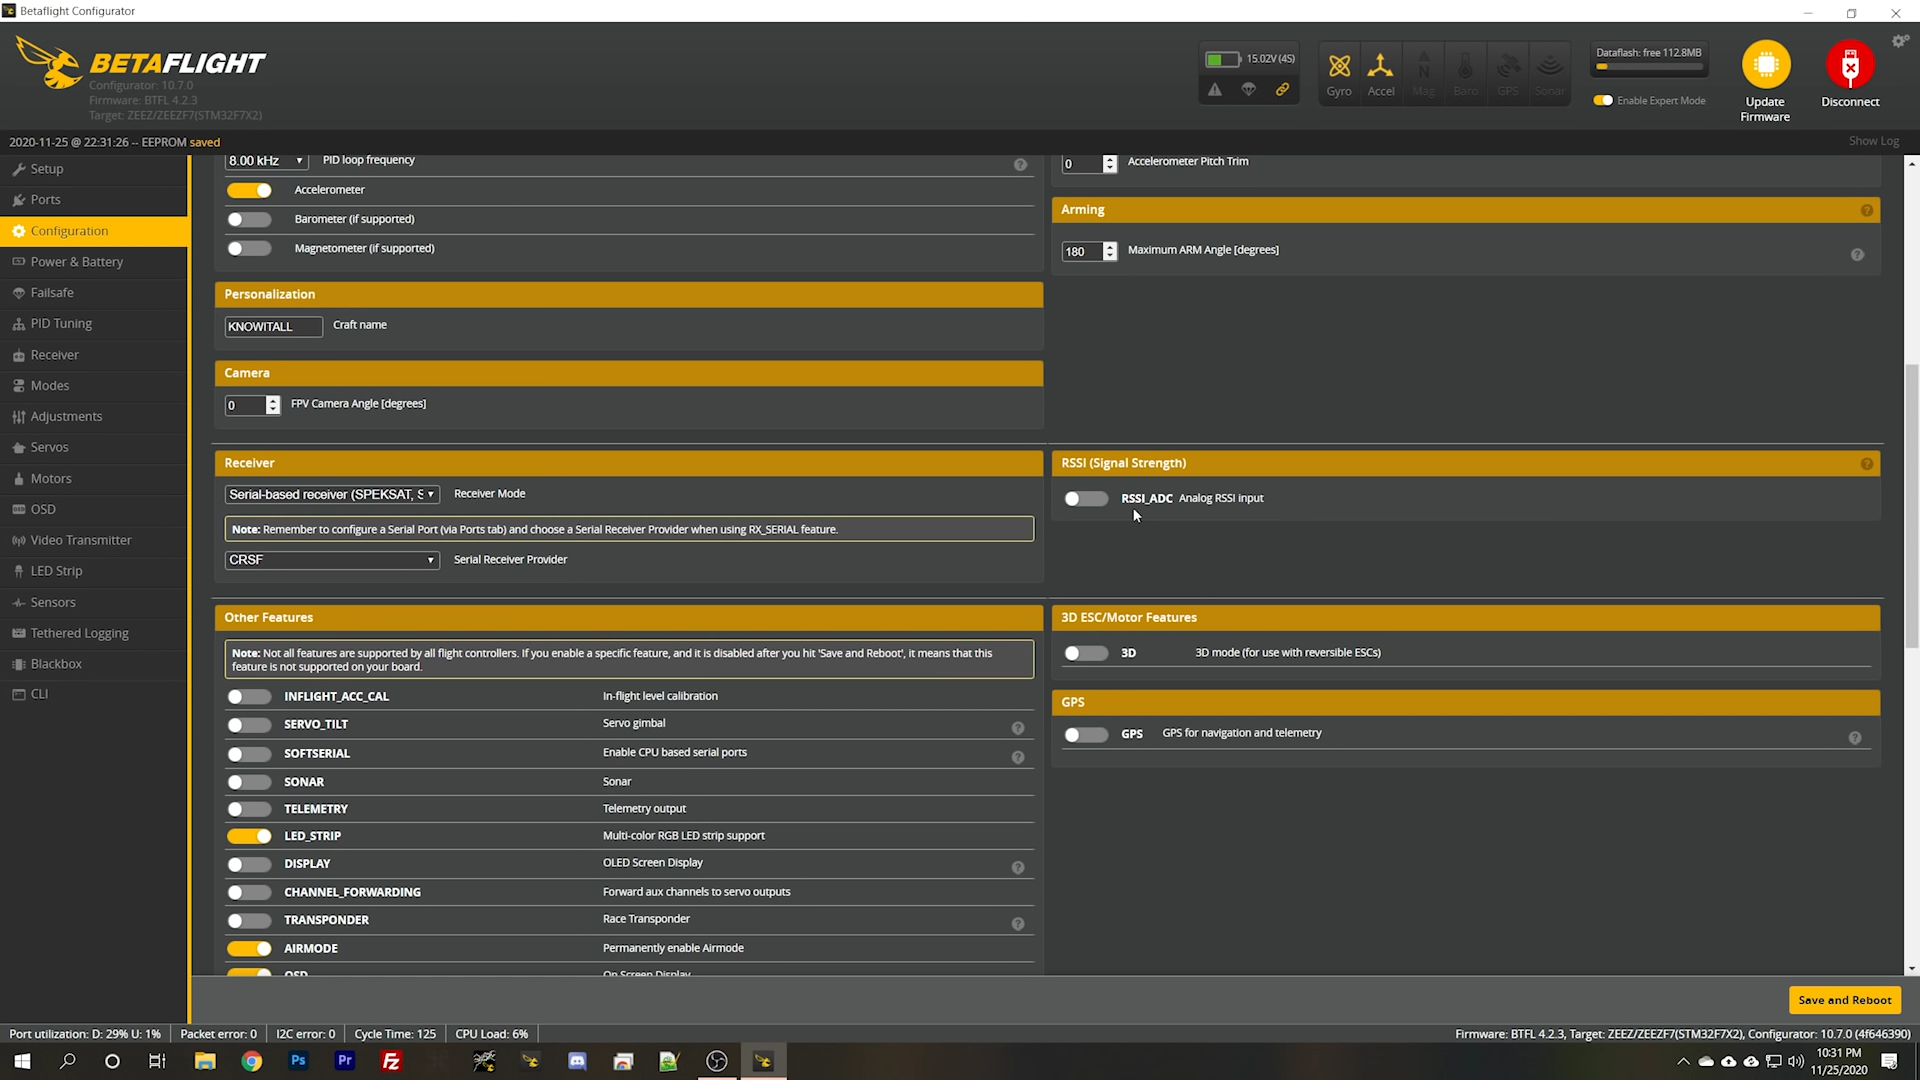 Betaflight Configurator
BETAFLIGHT
Configurator: 10.7.0
Firmware: BTFL 4.2.3
Target: ZEEZ/ZEEZF7(STM32F7X2)
15.02V (4S)
Gyro
Accel
Mag
Baro
GPS
Sonar
Dataflash: free 112.8MB
Enable Expert Mode
Update
Firmware
Disconnect
2020-11-25 @ 22:31:26 -- EEPROM saved
Show Log
Setup
Ports
Configuration
Power & Battery
Failsafe
PID Tuning
Receiver
Modes
Adjustments
Servos
Motors
OSD
Video Transmitter
LED Strip
Sensors
Tethered Logging
Blackbox
CLI
8.00 kHz PID loop frequency
Accelerometer
Barometer (if supported)
Magnetometer (if supported)
0 Accelerometer Pitch Trim
Arming
180 Maximum ARM Angle [degrees]
Personalization
KNOWITALL Craft name
Camera
0 FPV Camera Angle [degrees]
Receiver
Serial-based receiver (SPEKSAT, S Receiver Mode
Note: Remember to configure a Serial Port (via Ports tab) and choose a Serial Receiver Provider when using RX_SERIAL feature.
CRSF Serial Receiver Provider
RSSI (Signal Strength)
RSSI_ADC Analog RSSI input
Other Features
Note: Not all features are supported by all flight controllers. If you enable a specific feature, and it is disabled after you hit 'Save and Reboot', it means that this
feature is not supported on your board.
INFLIGHT_ACC_CAL In-flight level calibration
SERVO_TILT Servo gimbal
SOFTSERIAL Enable CPU based serial ports
SONAR Sonar
TELEMETRY Telemetry output
LED_STRIP Multi-color RGB LED strip support
DISPLAY OLED Screen Display
CHANNEL_FORWARDING Forward aux channels to servo outputs
TRANSPONDER Race Transponder
AIRMODE Permanently enable Airmode
OSD On Screen Display
3D ESC/Motor Features
3D 3D mode (for use with reversible ESCs)
GPS
GPS GPS for navigation and telemetry
Save and Reboot
Port utilization: D: 29% U: 1% Packet error: 0 I2C error: 0 Cycle Time: 125 CPU Load: 6%
Firmware: BTFL 4.2.3, Target: ZEEZ/ZEEZF7(STM32F7X2), Configurator: 10.7.0 (4f646390)
Ps
Pr
Fz
10:31 PM
11/25/2020